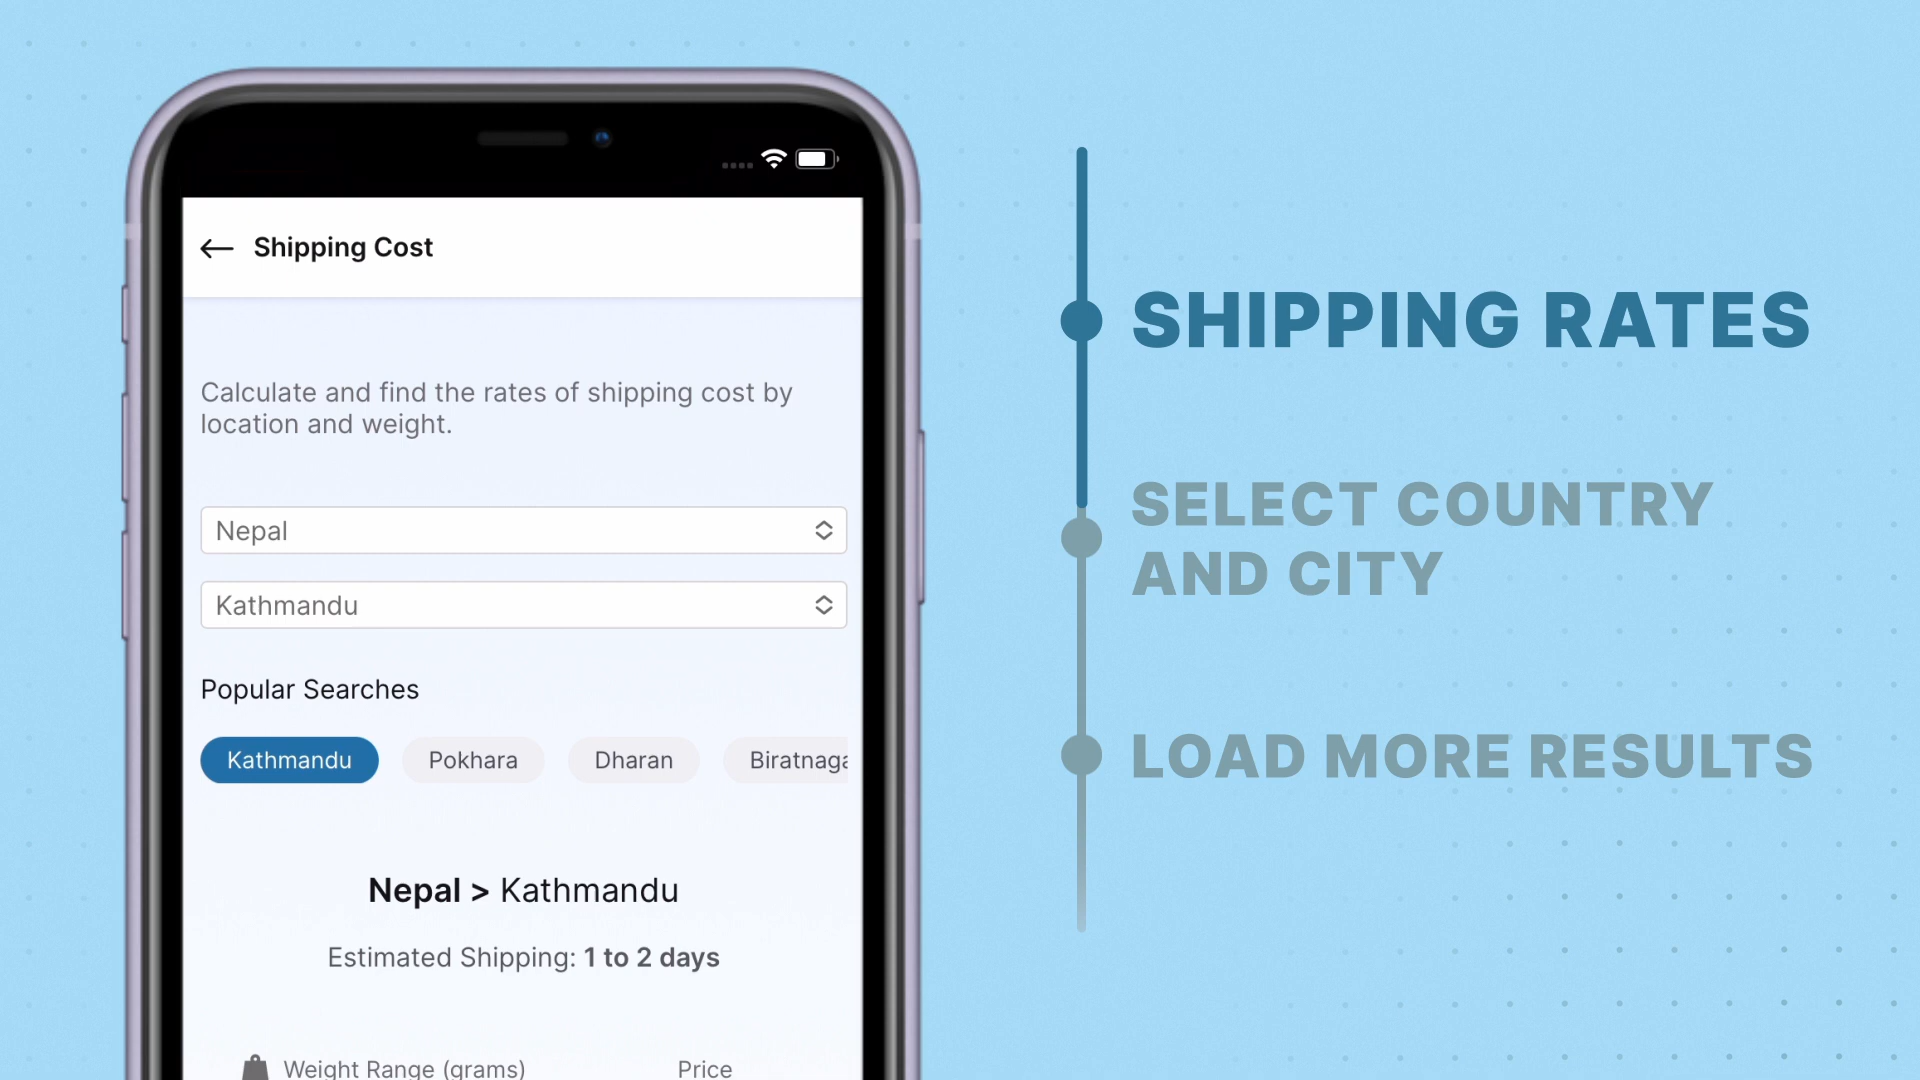 Shipping Cost
Calculate and find the rates of shipping cost by
location and weight.
Nepal
Kathmandu
Popular Searches
Kathmandu
Pokhara
Dharan
Biratnaga
Nepal > Kathmandu
Estimated Shipping: 1 to 2 days
Weight Range (grams)
Price
SHIPPING RATES
SELECT COUNTRY
AND CITY
LOAD MORE RESULTS